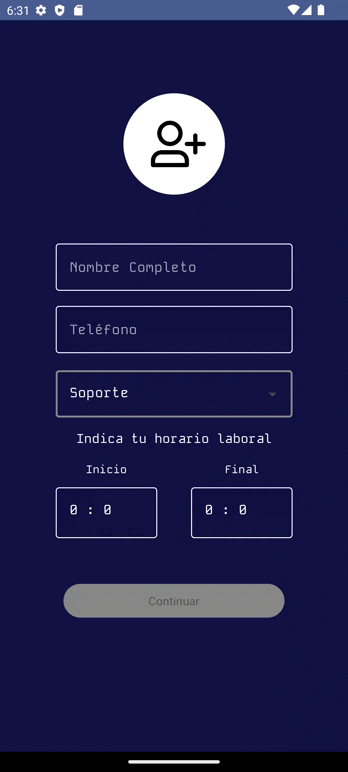 6:31
Nombre Completo
Teléfono
Soporte
Indica tu horario laboral
Inicio Final
0 : 0 0 : 0
Continuar